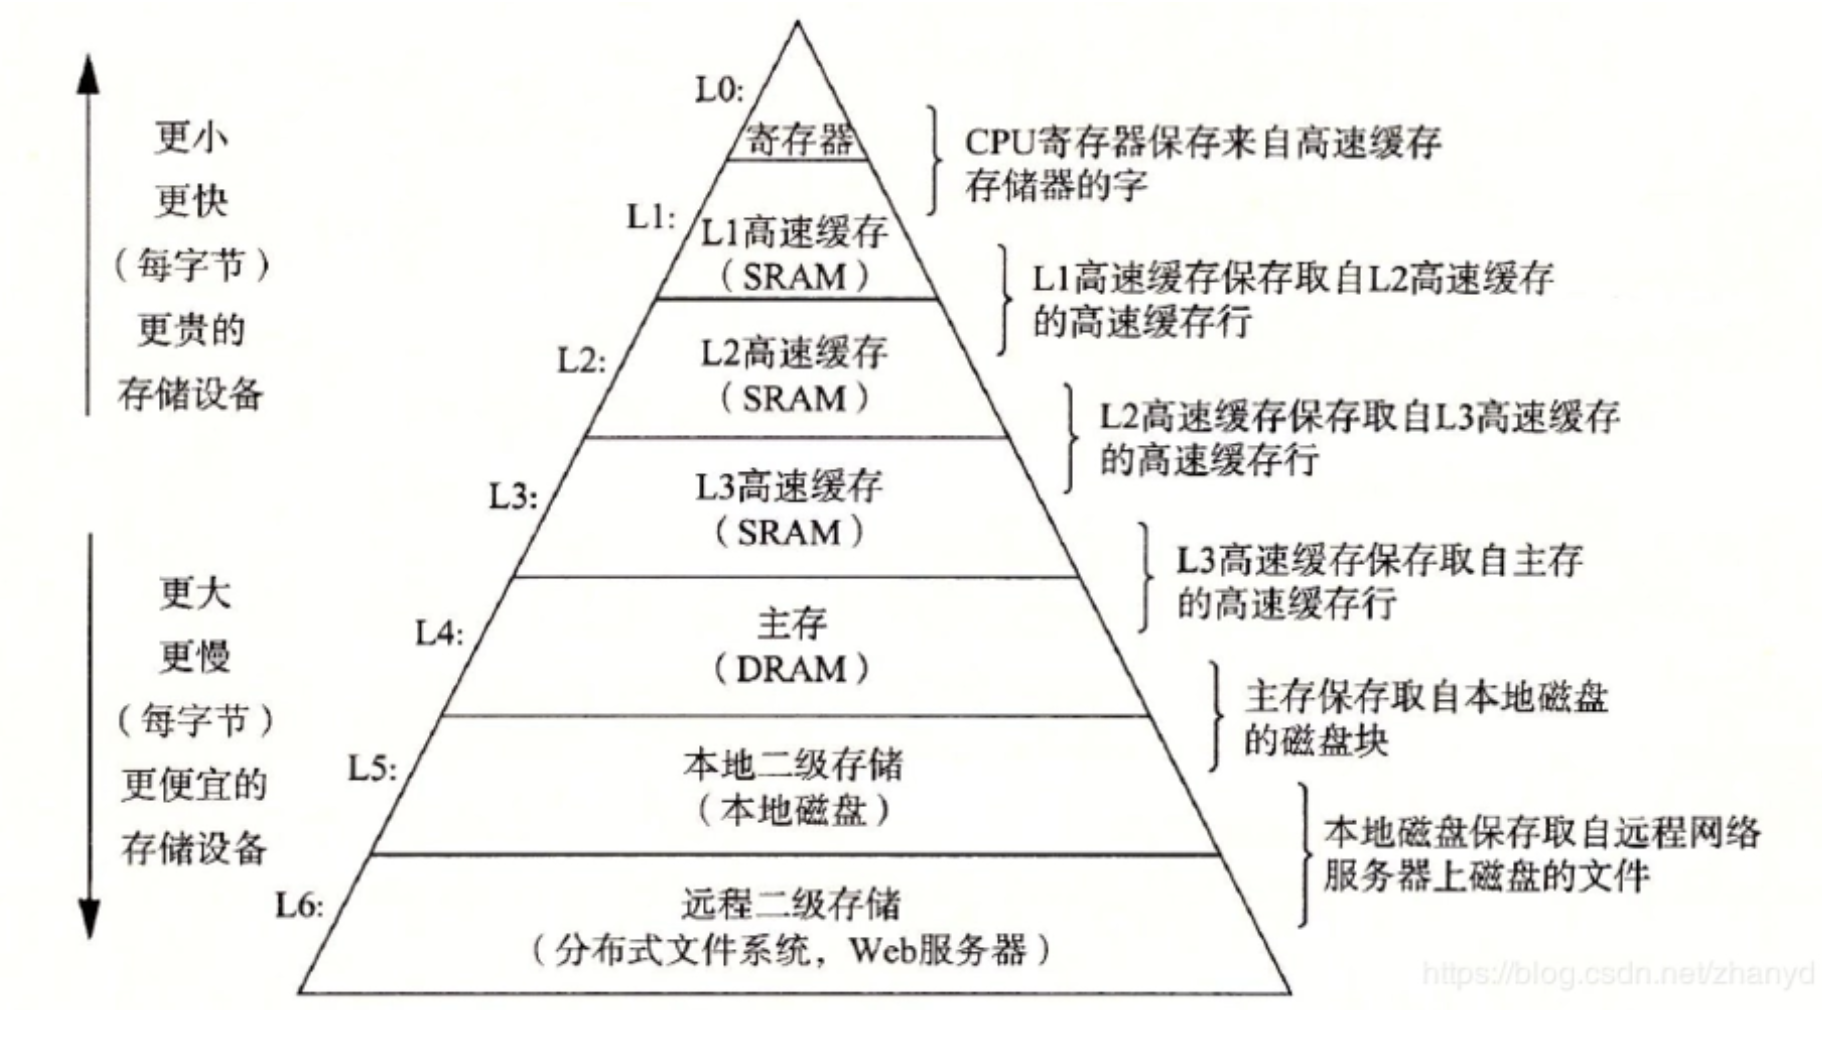 更小
更快
（每字节）
更贵的
存储设备
更大
更慢
（每字节）
更便宜的
存储设备
L0:
寄存器
CPU寄存器保存来自高速缓存
存储器的字
L1:
L1高速缓存
（SRAM）
L1高速缓存保存取自L2高速缓存
的高速缓存行
L2:
L2高速缓存
（SRAM）
L2高速缓存保存取自L3高速缓存
的高速缓存行
L3:
L3高速缓存
（SRAM）
L3高速缓存保存取自主存
的高速缓存行
L4:
主存
（DRAM）
主存保存取自本地磁盘
的磁盘块
L5:
本地二级存储
（本地磁盘）
本地磁盘保存取自远程网络
服务器上磁盘的文件
L6:
远程二级存储
（分布式文件系统，Web服务器）
https://blog.csdn.net/zhanyd